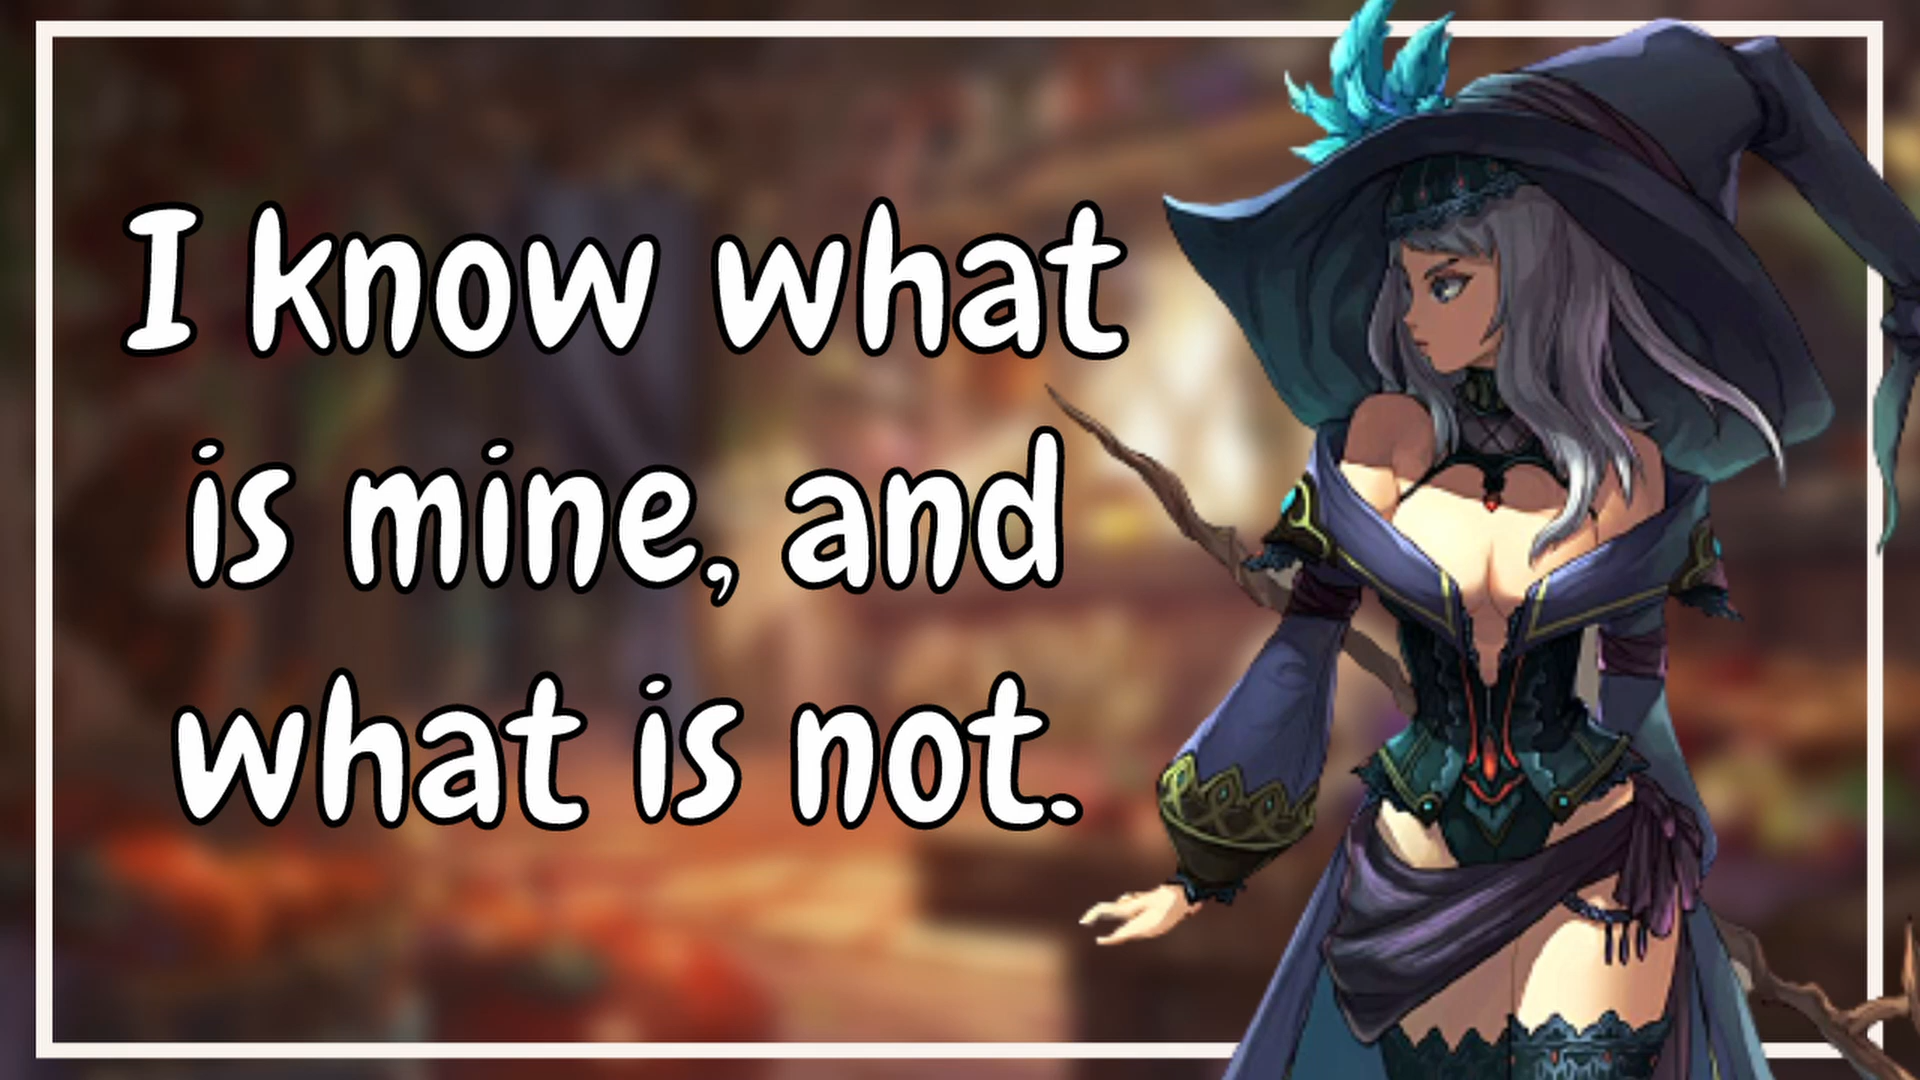 I know what
is mine, and
what is not.